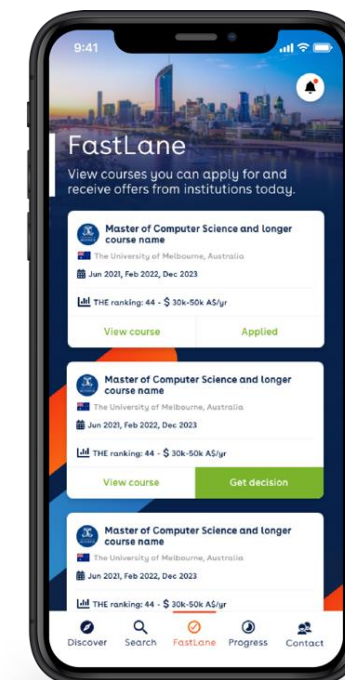 9:41
FastLane
View courses you can apply for and
receive offers from institutions today.
Master of Computer Science and longer
course name
The University of Melbourne, Australia
Jun 2021, Feb 2022, Dec 2023
THE ranking: 44 - $ 30k-50k A$/yr
View course Applied
Master of Computer Science and longer
course name
The University of Melbourne, Australia
Jun 2021, Feb 2022, Dec 2023
THE ranking: 44 - $ 30k-50k A$/yr
View course Get decision
Master of Computer Science and longer
course name
The University of Melbourne, Australia
Jun 2021, Feb 2022, Dec 2023
THE ranking: 44 - $ 30k-50k A$/yr
Discover Search FastLane Progress Contact